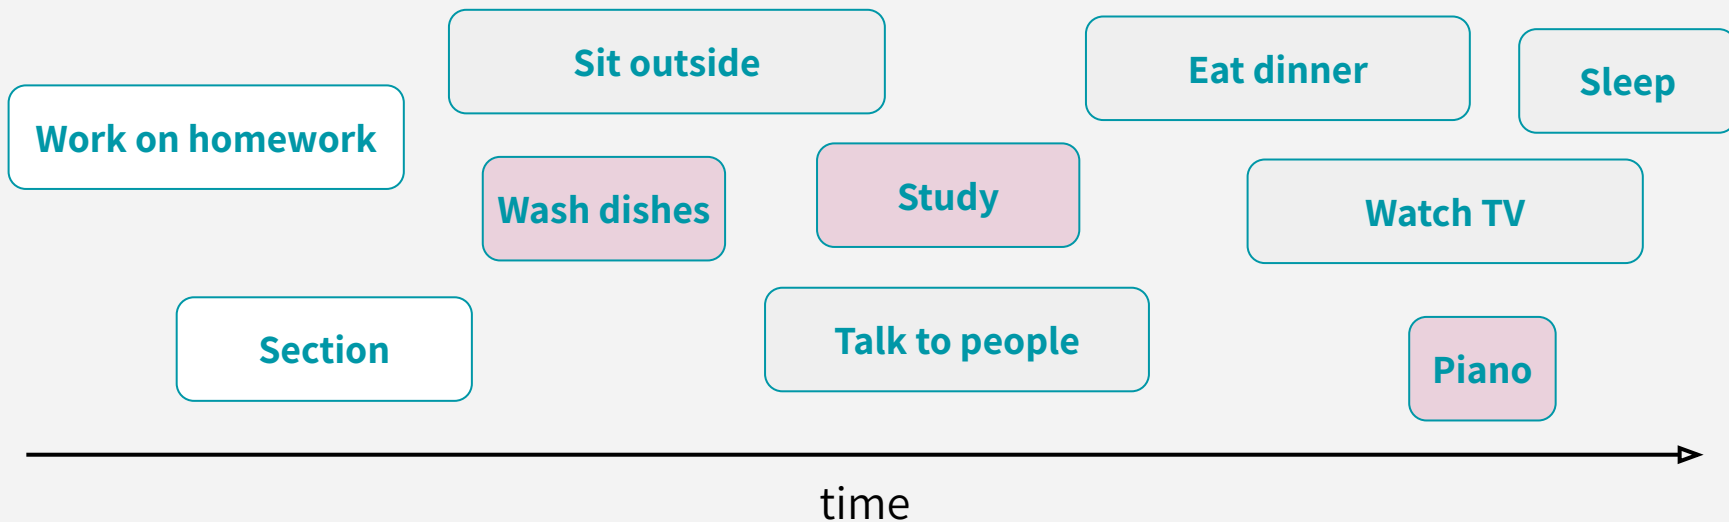 Sit outside
Eat dinner
Sleep
Work on homework
Wash dishes
Study
Watch TV
Section
Talk to people
Piano
time